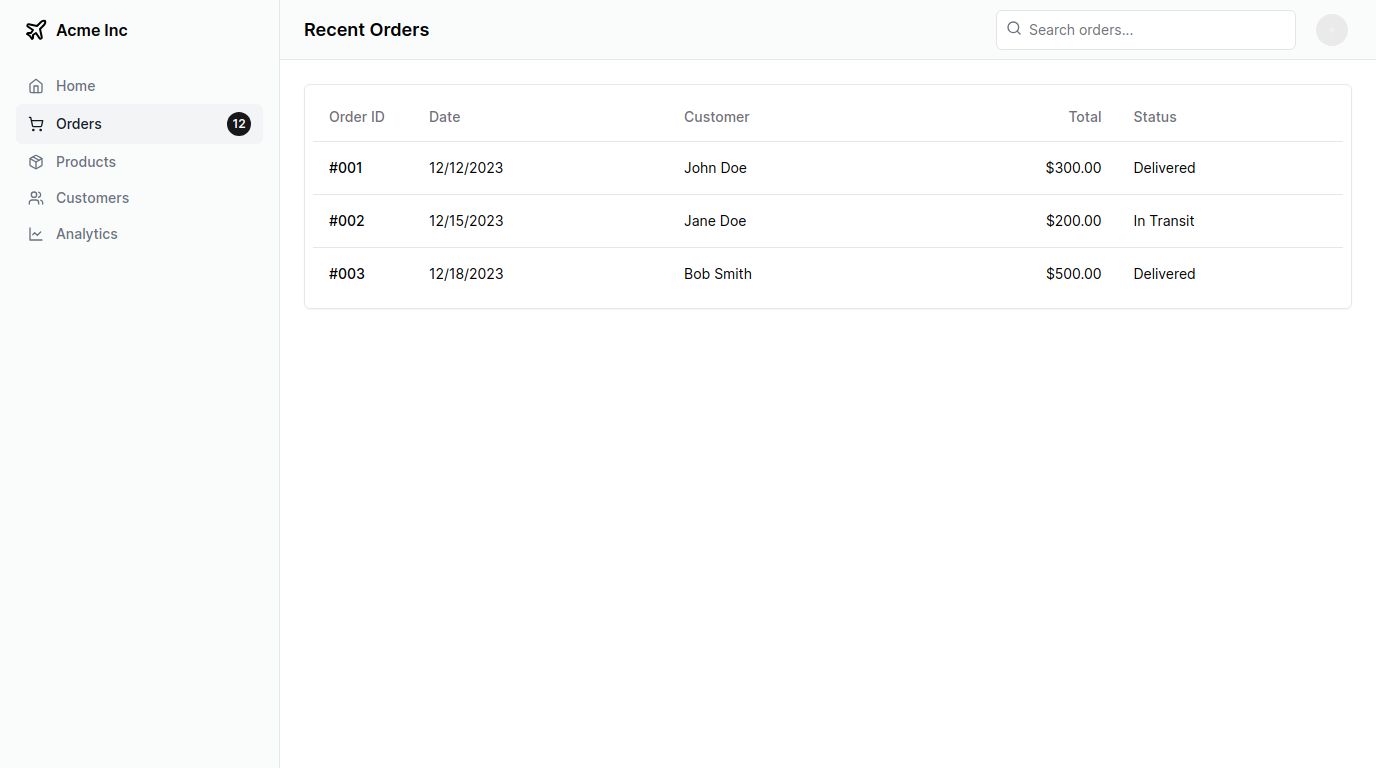 Acme Inc
Home
Orders 12
Products
Customers
Analytics
Recent Orders
Search orders...
Order ID Date Customer Total Status
#001 12/12/2023 John Doe $300.00 Delivered
#002 12/15/2023 Jane Doe $200.00 In Transit
#003 12/18/2023 Bob Smith $500.00 Delivered